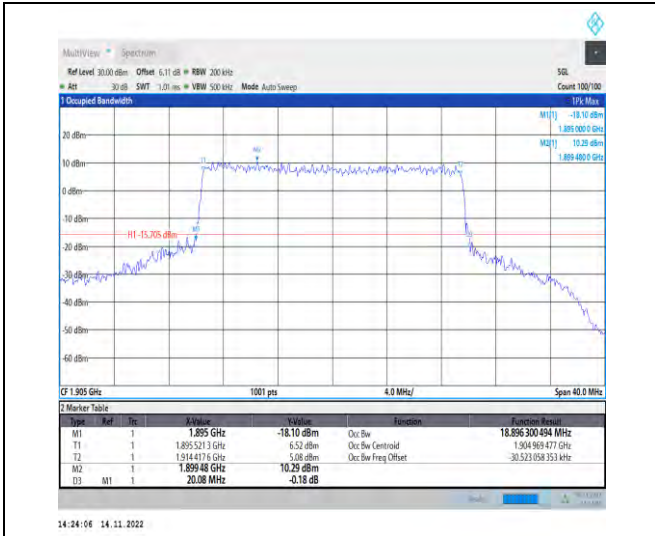 MultiView Spectrum
Ref Level 30.00 dBm Offset 6.11 dB RBW 200 kHz SGL
Att 30 dB SWT 1.01 ms VBW 500 kHz Mode Auto Sweep Count 100/100
1 Occupied Bandwidth 1Pk Max
M1[1] -18.10 dBm
1.895 000 0 GHz
M2[1] 10.29 dBm
1.899 480 0 GHz
20 dBm
M2
T1
10 dBm
0 dBm
-10 dBm
H1 -15.705 dBm
-20 dBm
-30 dBm
-40 dBm
-50 dBm
-60 dBm
CF 1.905 GHz 1001 pts 4.0 MHz/ Span 40.0 MHz
2 Marker Table
Type Ref Trc X-Value Y-Value Function Function Result
M1 1 1.895 GHz -18.10 dBm Occ Bw 18.896 300 494 MHz
T1 1 1.895 521 3 GHz 6.52 dBm Occ Bw Centroid 1.904 969 477 GHz
T2 1 1.914 417 6 GHz 5.08 dBm Occ Bw Freq Offset -30.523 058 353 kHz
M2 1 1.899 48 GHz 10.29 dBm
D3 M1 1 20.08 MHz -0.18 dB
14:24:06 14.11.2022